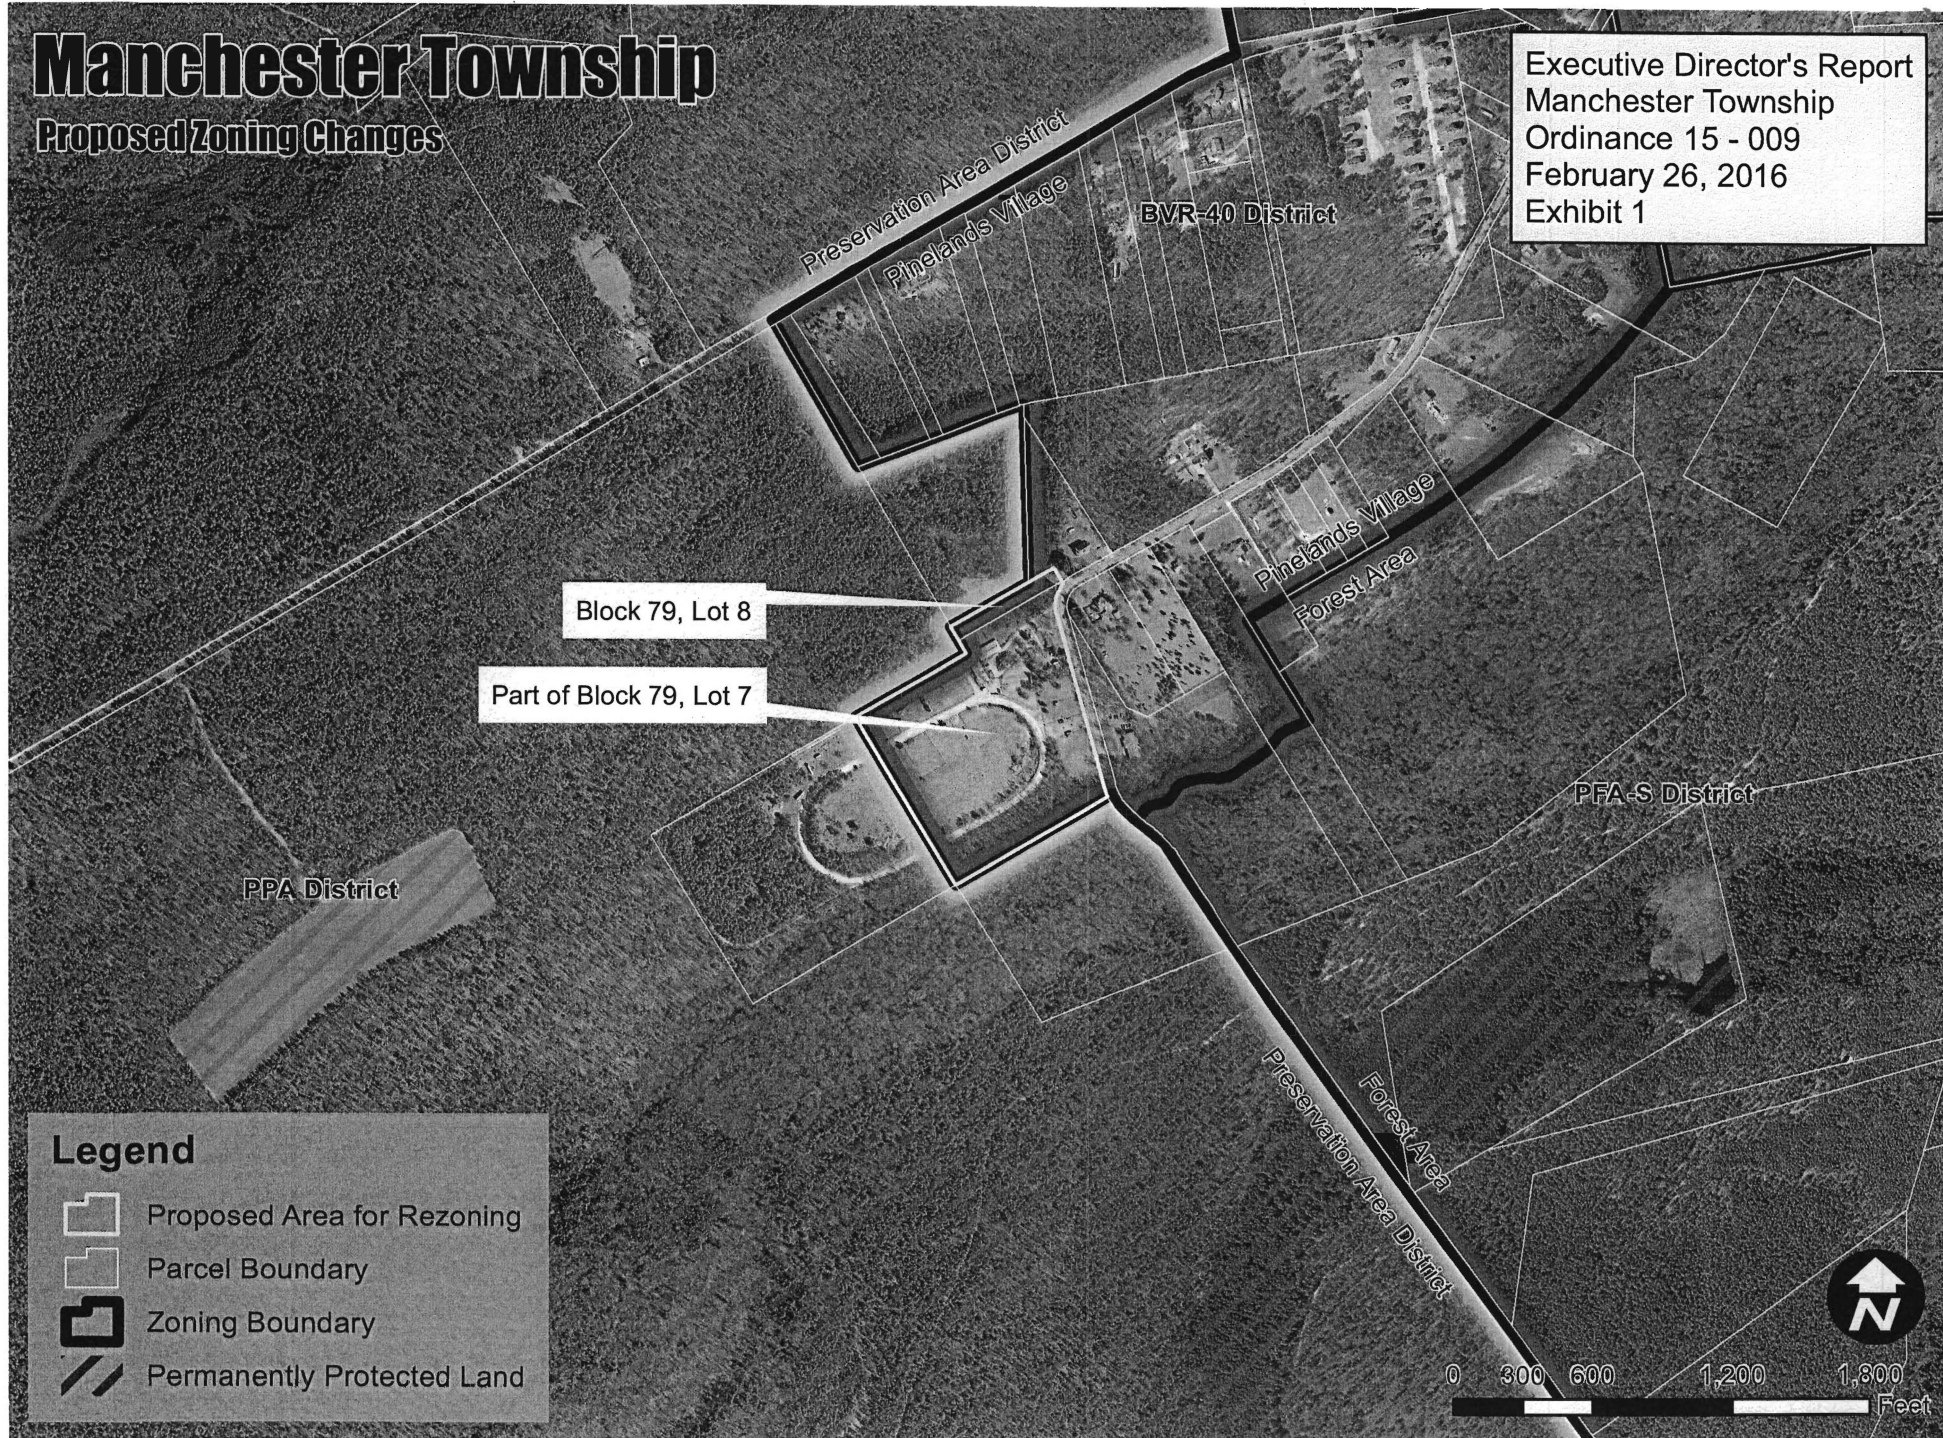 Manchester Township
Proposed Zoning Changes
Executive Director's Report
Manchester Township
Ordinance 15 - 009
February 26, 2016
Exhibit 1
Preservation Area District
Pinelands Village
BVR-40 District
Pinelands Village
Forest Area
Block 79, Lot 8
Part of Block 79, Lot 7
PFA-S District
PPA District
Forest Area
Preservation Area District
Legend
Proposed Area for Rezoning
Parcel Boundary
Zoning Boundary
Permanently Protected Land
N
0 300 600 1,200 1,800
Feet